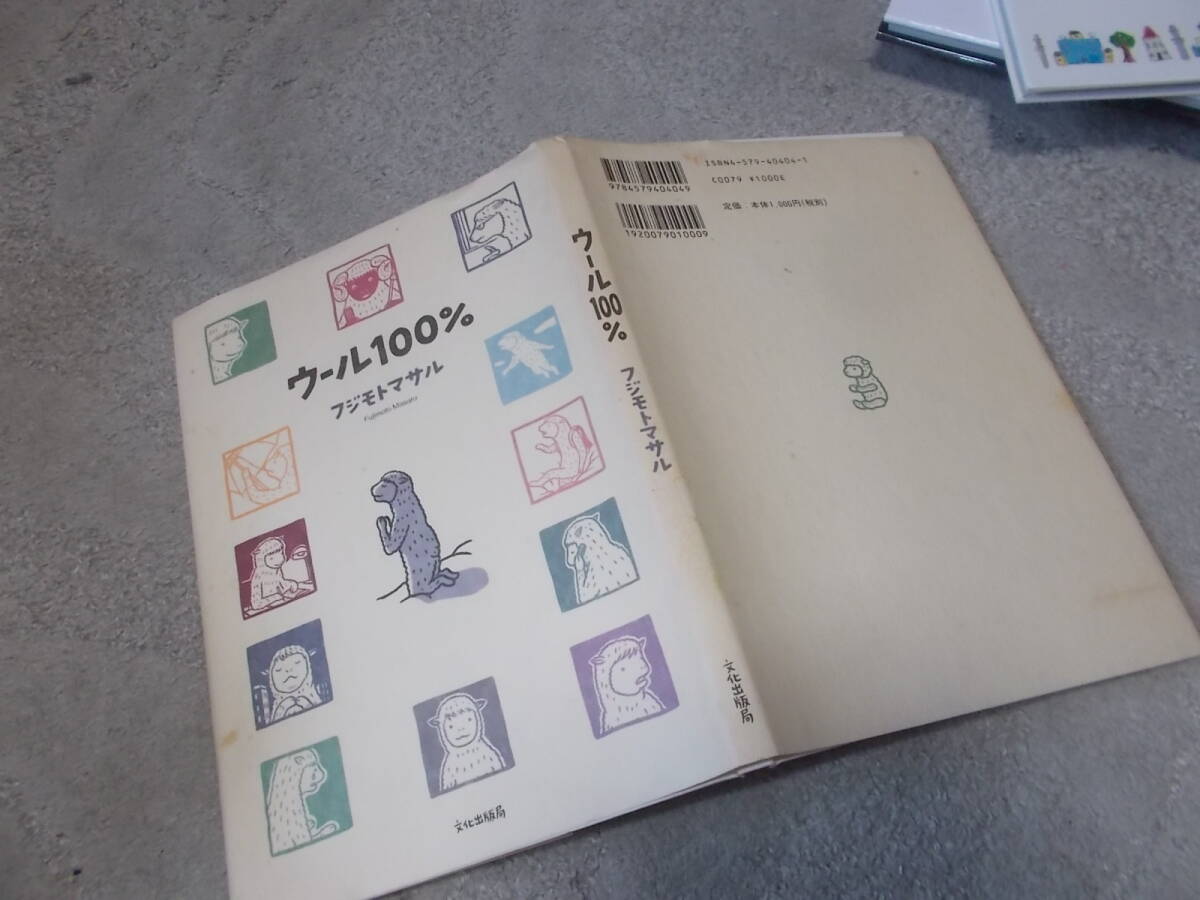 ウール100%
フジモトマサル
Fujimoto Masaru
文化出版局
ウール100%
フジモトマサル
文化出版局
ISBN4-579-40404-1
C0079 ¥1000E
定価：本体1,000円(税別)
9784579404049
1920079010009